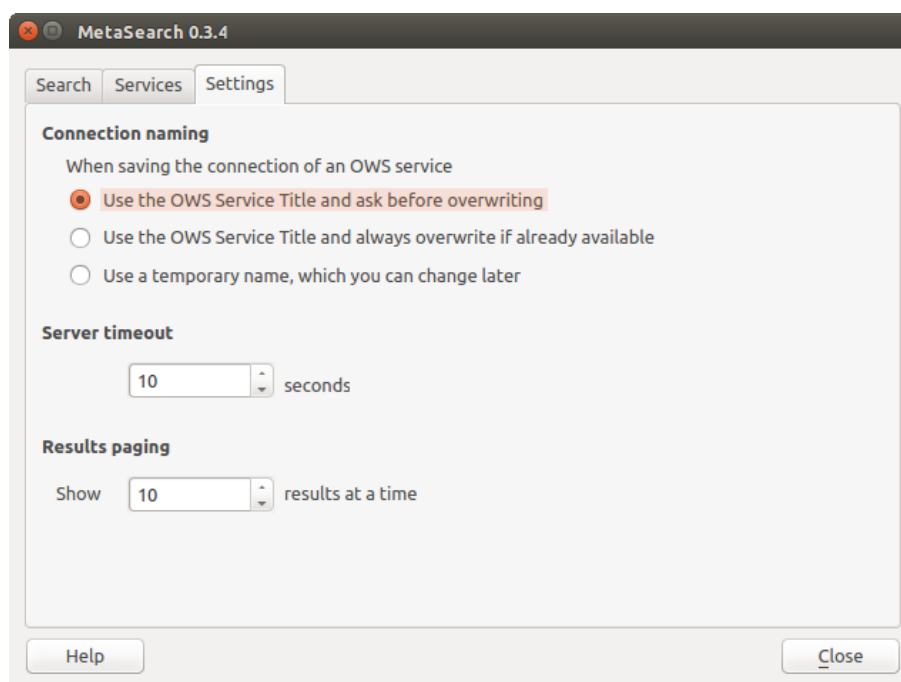 MetaSearch 0.3.4
Search Services Settings
Connection naming
When saving the connection of an OWS service
Use the OWS Service Title and ask before overwriting
Use the OWS Service Title and always overwrite if already available
Use a temporary name, which you can change later
Server timeout
10 seconds
Results paging
Show 10 results at a time
Help Close